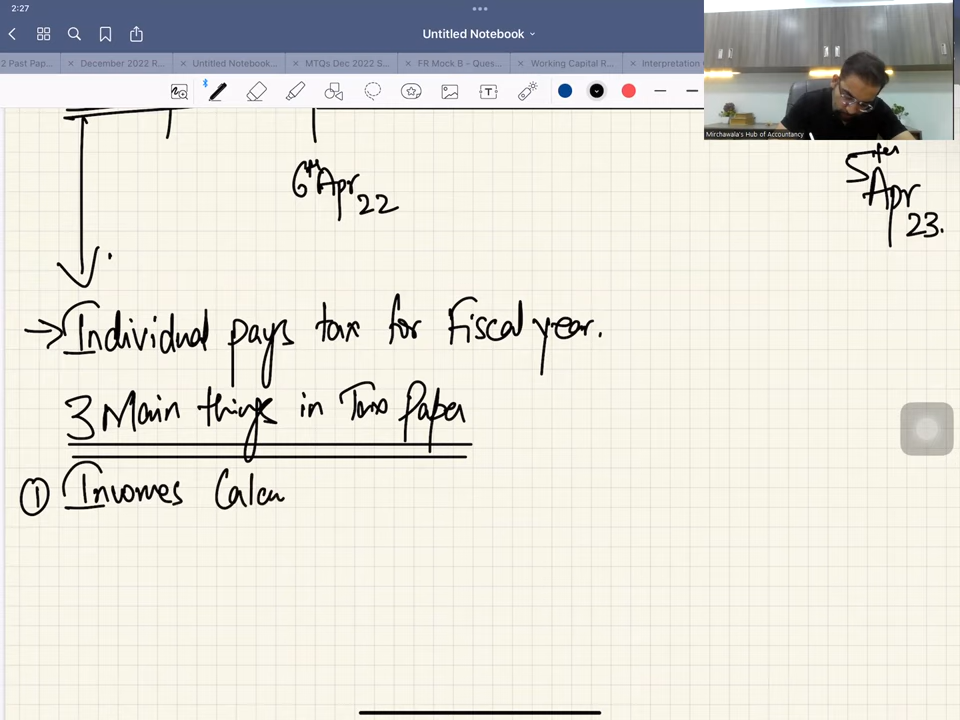 2:27
Untitled Notebook
2 Past Pap...
December 2022 R...
Untitled Notebook...
MTQs Dec 2022 S...
FR Mock B - Ques...
Working Capital R...
Interpretation
Mirchawala's Hub of Accountancy
6th Apr 22
5th Apr 23.
→ Individual pays tax for Fiscal year.
3 Main things in Tax Paper
① Incomes Calcu